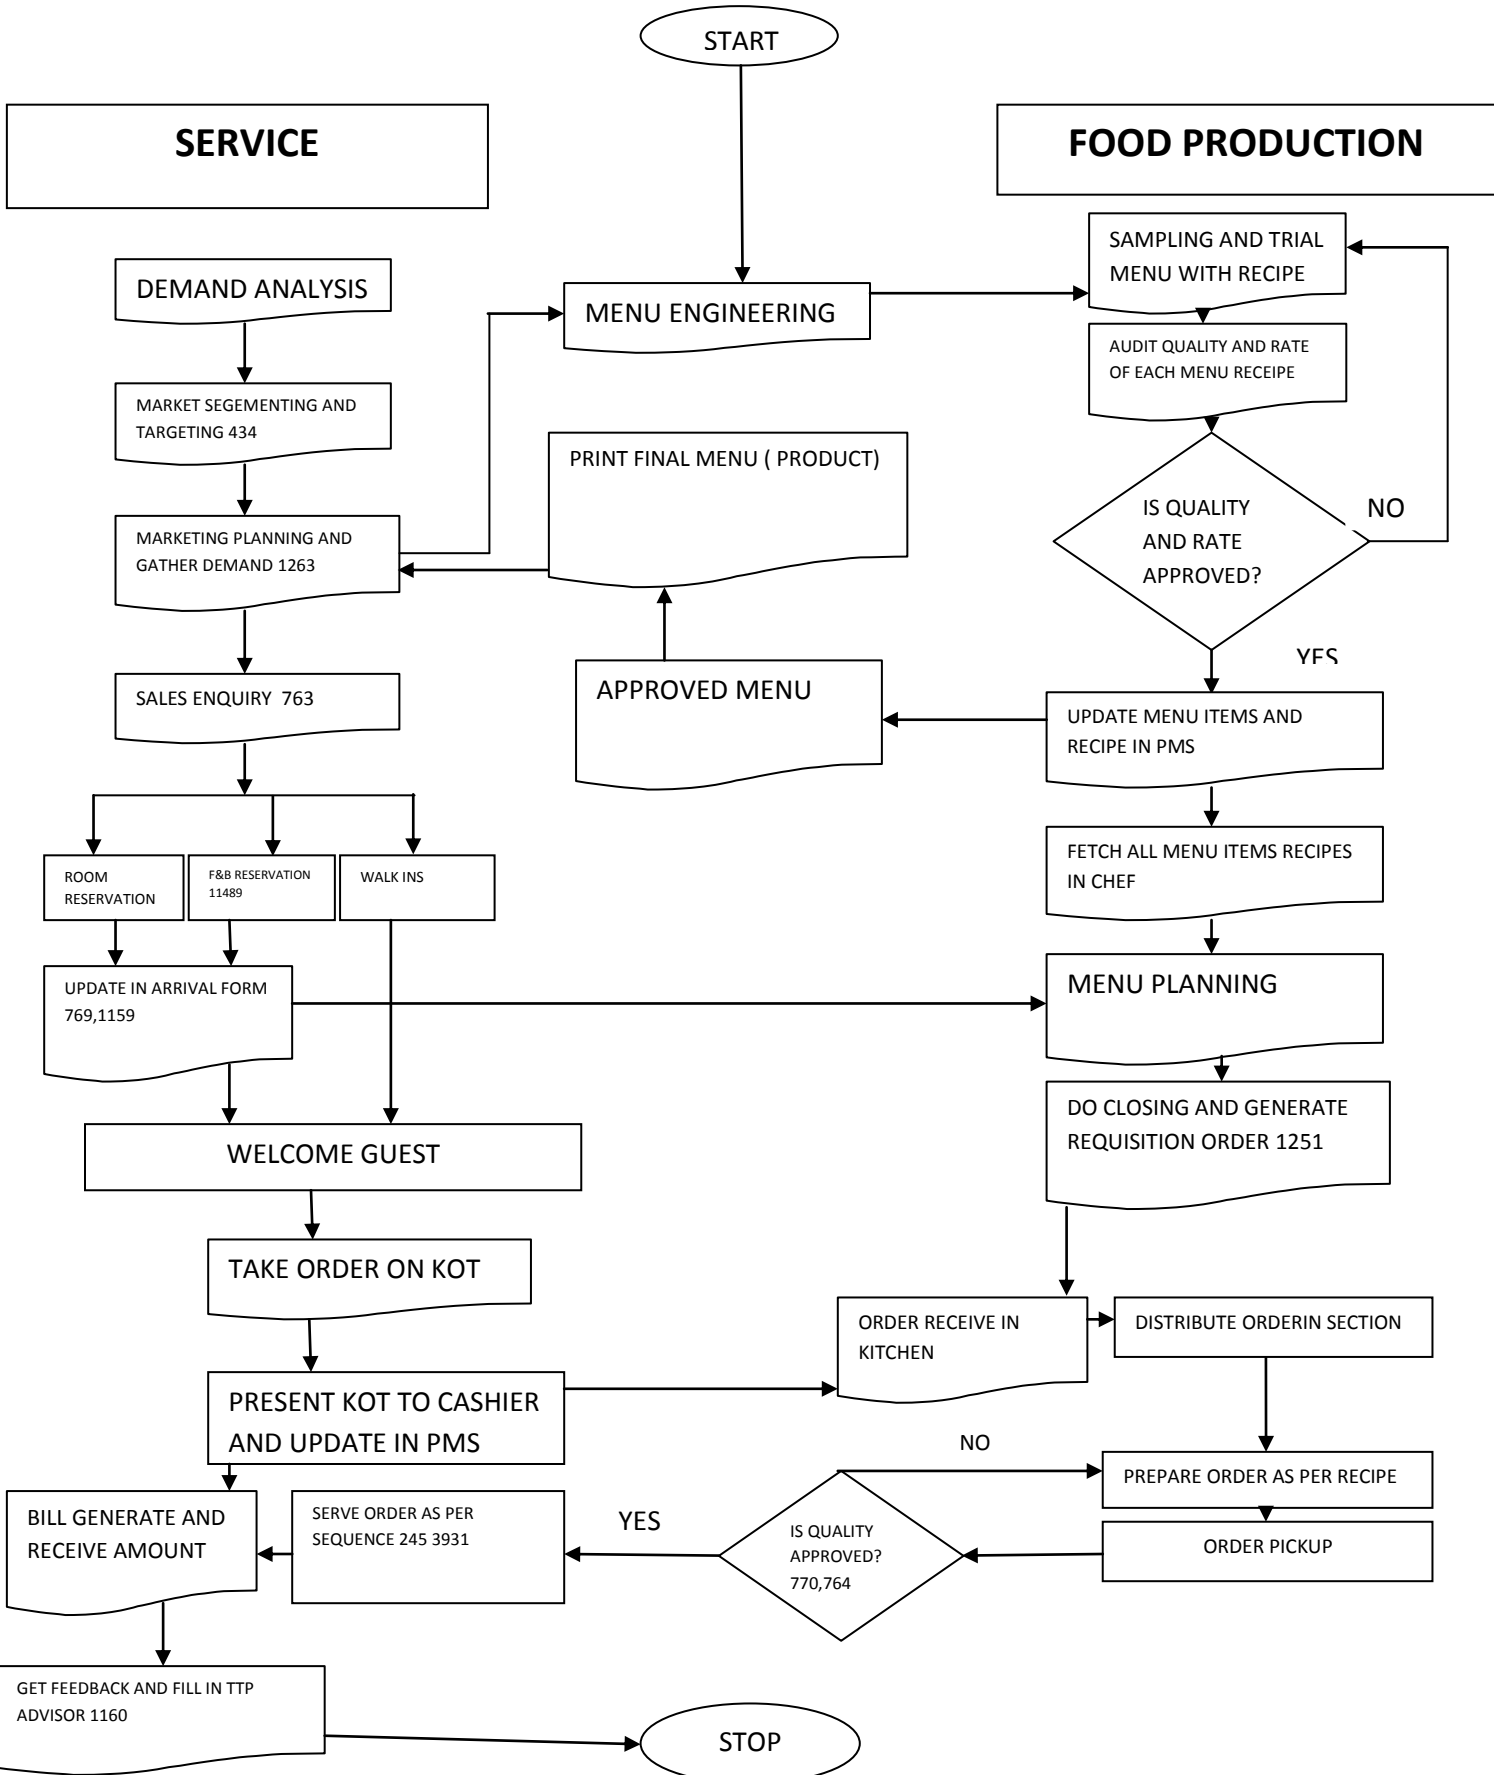 START
SERVICE
FOOD PRODUCTION
SAMPLING AND TRIAL
MENU WITH RECIPE
DEMAND ANALYSIS
MENU ENGINEERING
AUDIT QUALITY AND RATE
OF EACH MENU RECEIPE
MARKET SEGEMENTING AND
TARGETING 434
PRINT FINAL MENU ( PRODUCT)
IS QUALITY
AND RATE
APPROVED?
NO
MARKETING PLANNING AND
GATHER DEMAND 1263
YES
SALES ENQUIRY  763
APPROVED MENU
UPDATE MENU ITEMS AND
RECIPE IN PMS
FETCH ALL MENU ITEMS RECIPES
IN CHEF
ROOM
RESERVATION
F&B RESERVATION
11489
WALK INS
UPDATE IN ARRIVAL FORM
769,1159
MENU PLANNING
DO CLOSING AND GENERATE
REQUISITION ORDER 1251
WELCOME GUEST
TAKE ORDER ON KOT
ORDER RECEIVE IN
KITCHEN
DISTRIBUTE ORDERIN SECTION
PRESENT KOT TO CASHIER
AND UPDATE IN PMS
NO
PREPARE ORDER AS PER RECIPE
BILL GENERATE AND
RECEIVE AMOUNT
SERVE ORDER AS PER
SEQUENCE 245 3931
YES
IS QUALITY
APPROVED?
770,764
ORDER PICKUP
GET FEEDBACK AND FILL IN TTP
ADVISOR 1160
STOP